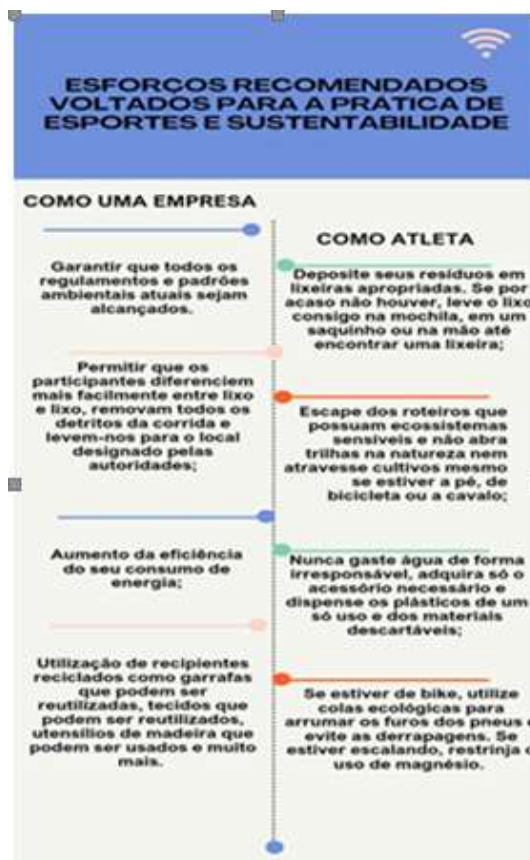 ESFORÇOS RECOMENDADOS
VOLTADOS PARA A PRATICA DE
ESPORTES E SUSTENTABILIDADE
COMO UMA EMPRESA
Garantir que todos os
regulamentos e padrões
ambientais atuais sejam
alcançados.
Permitir que os
participantes diferenciem
mais facilmente entre lixo
e lixo, removam todos os
detritos da corrida e
levem-nos para o local
designado pelas
autoridades;
Aumento da eficiência
do seu consumo de
energia;
Utilização de recipientes
reciclados como garrafas
que podem ser
reutilizadas, tecidos que
podem ser reutilizados,
utensílios de madeira que
podem ser usados e muito
mais.
COMO ATLETA
Deposite seus resíduos em
lixeiras apropriadas. Se por
acaso não houver, leve o lixo
consigo na mochila, em um
saquinho ou na mão até
encontrar uma lixeira;
Escape dos roteiros que
possuam ecossistemas
sensíveis e não abra
trilhas na natureza nem
atravesse cultivos mesmo
se estiver a pé, de
bicicleta ou a cavalo;
Nunca gaste água de forma
irresponsável, adquira só o
acessório necessário e
dispense os plásticos de um
só uso e dos materiais
descartáveis;
Se estiver de bike, utilize
colas ecológicas para
arrumar os furos dos pneus e
evite as derrapagens. Se
estiver escalando, restrinja o
uso de magnésio.